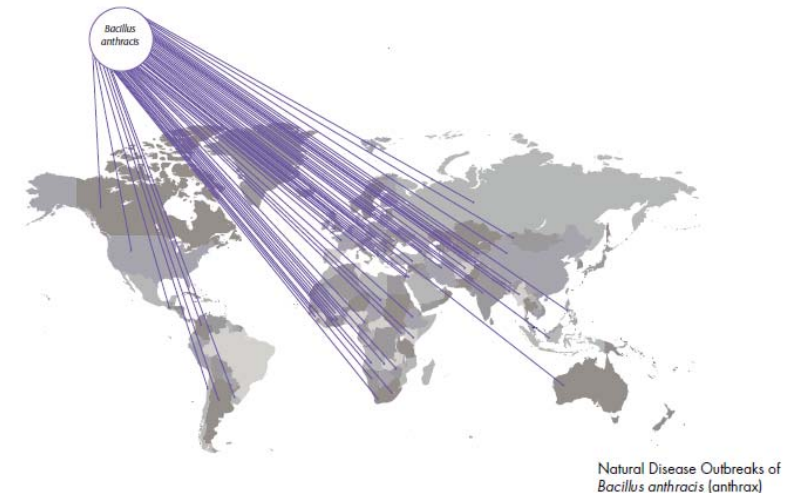 Bacillus
anthracis
Natural Disease Outbreaks of
Bacillus anthracis (anthrax)